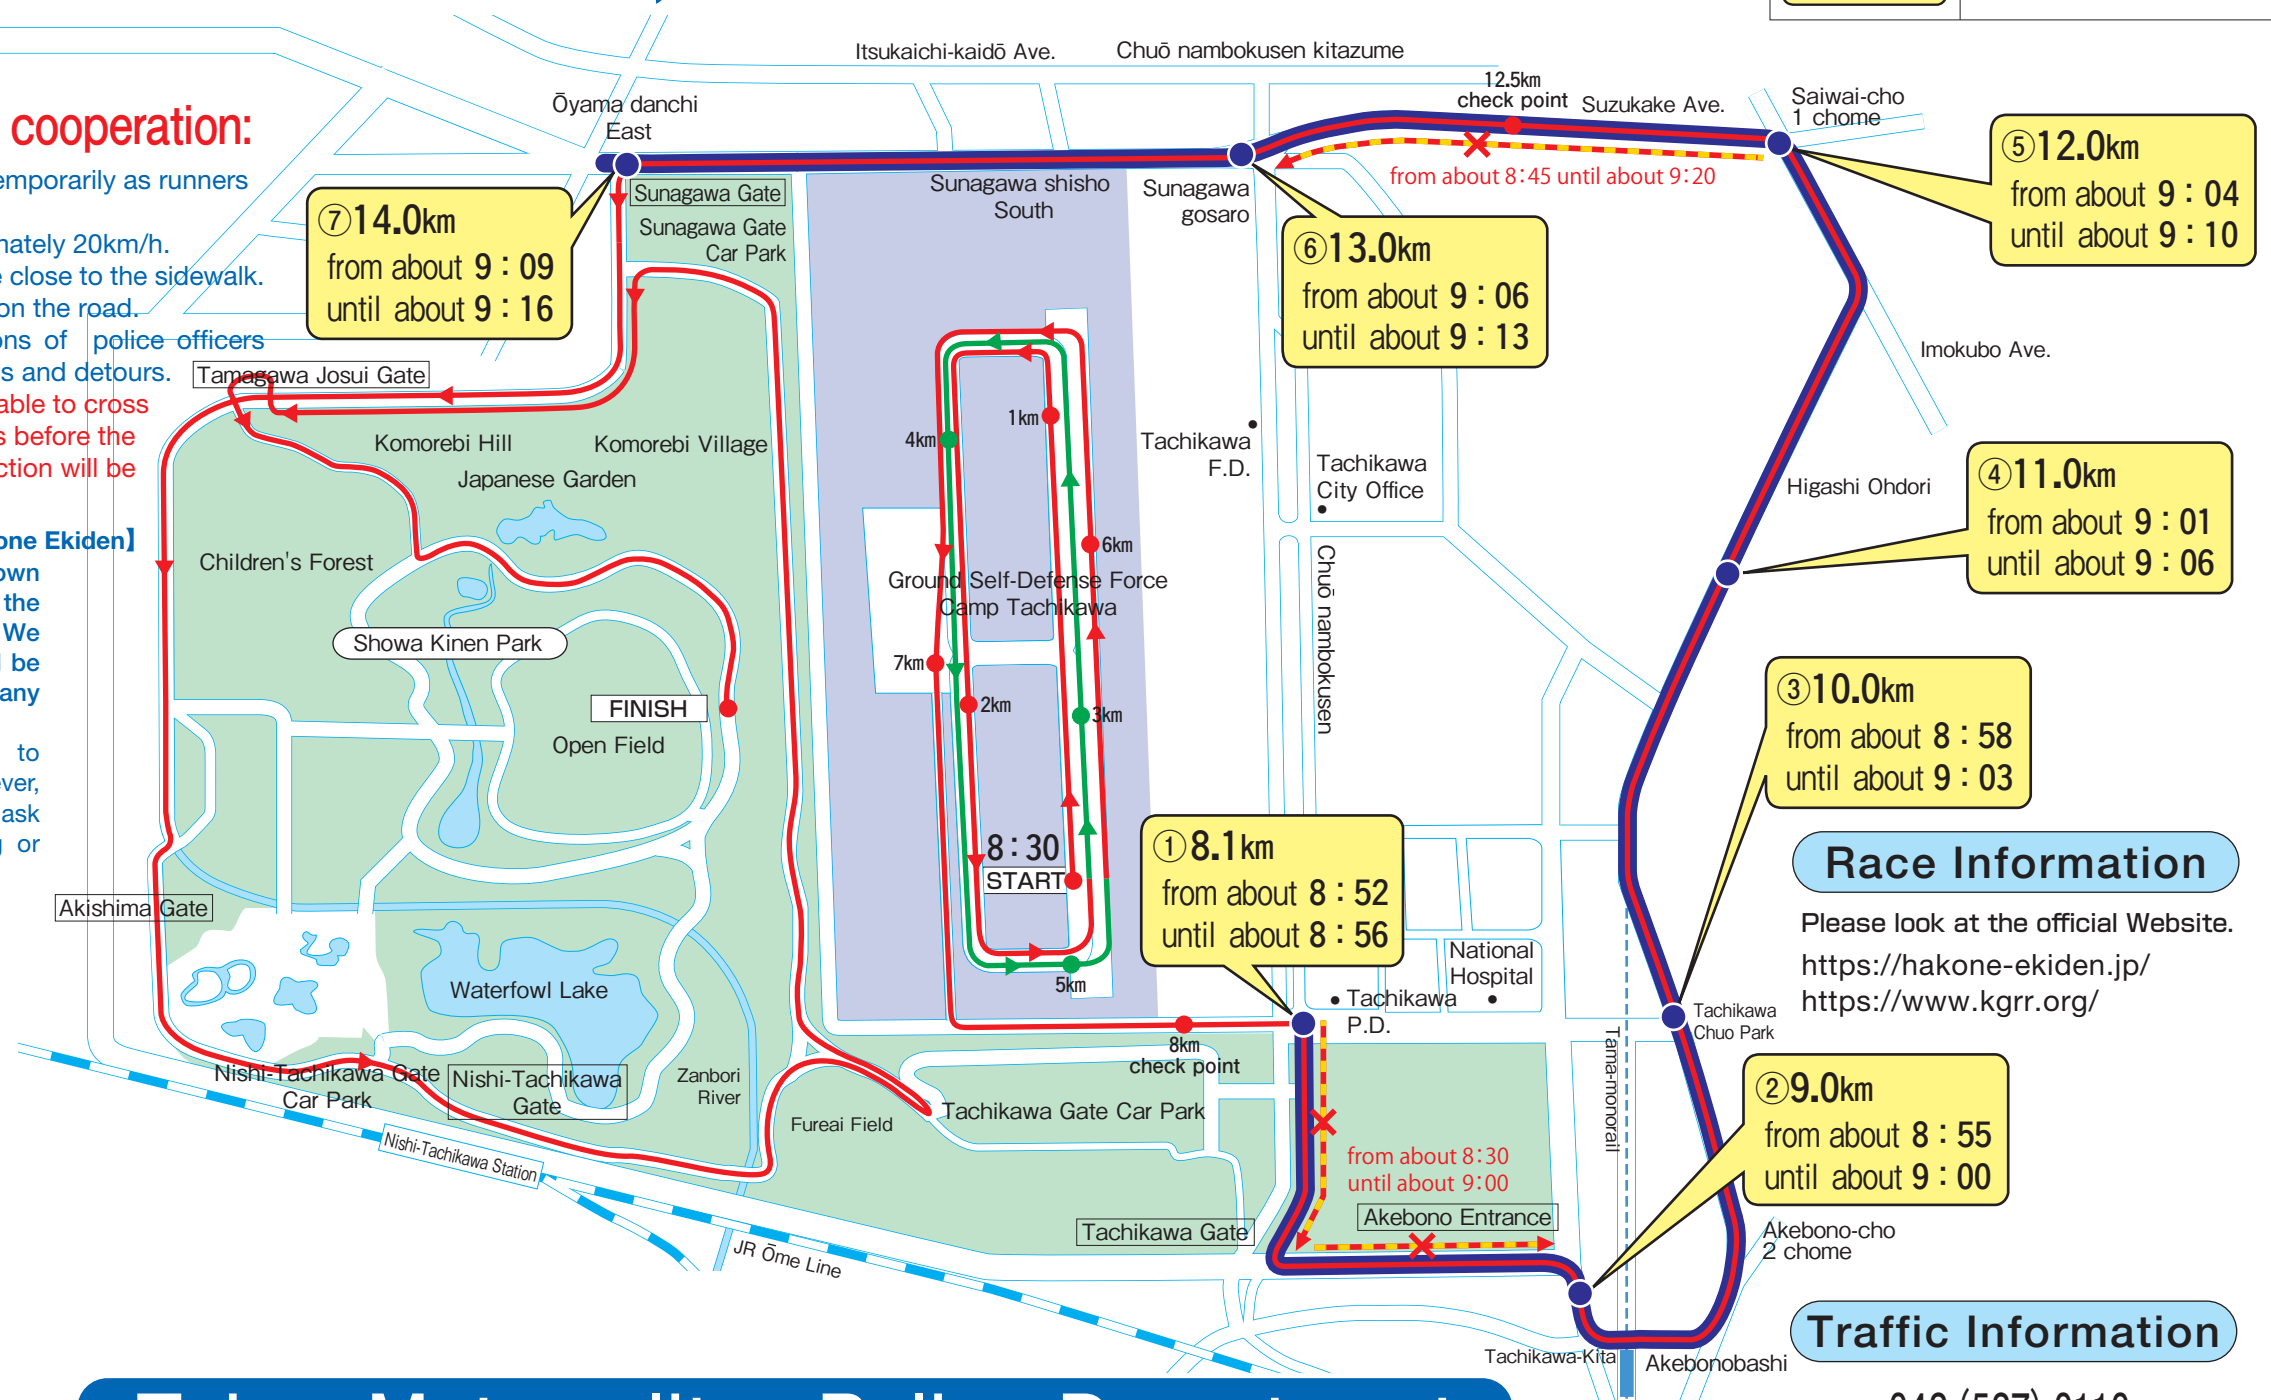 cooperation:
emporarily as runners
nately 20km/h.
e close to the sidewalk.
on the road.
ons of police officers
s and detours.
able to cross
s before the
ction will be
one Ekiden】
own
the
We
l be
any
to
ever,
ask
g or
Itsukaichi-kaidō Ave.
Chuō nambokusen kitazume
Ōyama danchi
East
12.5km
check point
Suzukake Ave.
Saiwai-cho
1 chome
from about 8:45 until about 9:20
⑤12.0km
from about 9:04
until about 9:10
Sunagawa Gate
Sunagawa Gate
Car Park
Sunagawa shisho
South
Sunagawa
gosaro
⑦14.0km
from about 9:09
until about 9:16
⑥13.0km
from about 9:06
until about 9:13
Imokubo Ave.
Tamagawa Josui Gate
Komorebi Hill
Komorebi Village
Japanese Garden
Children's Forest
4km
1km
6km
Ground Self-Defense Force
Camp Tachikawa
7km
2km
3km
8:30
START
5km
Tachikawa
F.D.
Tachikawa
City Office
Chuō nambokusen
Higashi Ohdori
④11.0km
from about 9:01
until about 9:06
Showa Kinen Park
FINISH
Open Field
③10.0km
from about 8:58
until about 9:03
①8.1km
from about 8:52
until about 8:56
Race Information
Please look at the official Website.
https://hakone-ekiden.jp/
https://www.kgrr.org/
Akishima Gate
Waterfowl Lake
National
Hospital
Tachikawa
P.D.
Tachikawa
Chuo Park
Tama-monorail
8km
check point
Nishi-Tachikawa Gate
Car Park
Nishi-Tachikawa
Gate
Zanbori
River
Fureai Field
Tachikawa Gate Car Park
②9.0km
from about 8:55
until about 9:00
Nishi-Tachikawa Station
from about 8:30
until about 9:00
Akebono Entrance
Tachikawa Gate
JR Ōme Line
Akebono-cho
2 chome
Traffic Information
Tachikawa-Kita
Akebonobashi